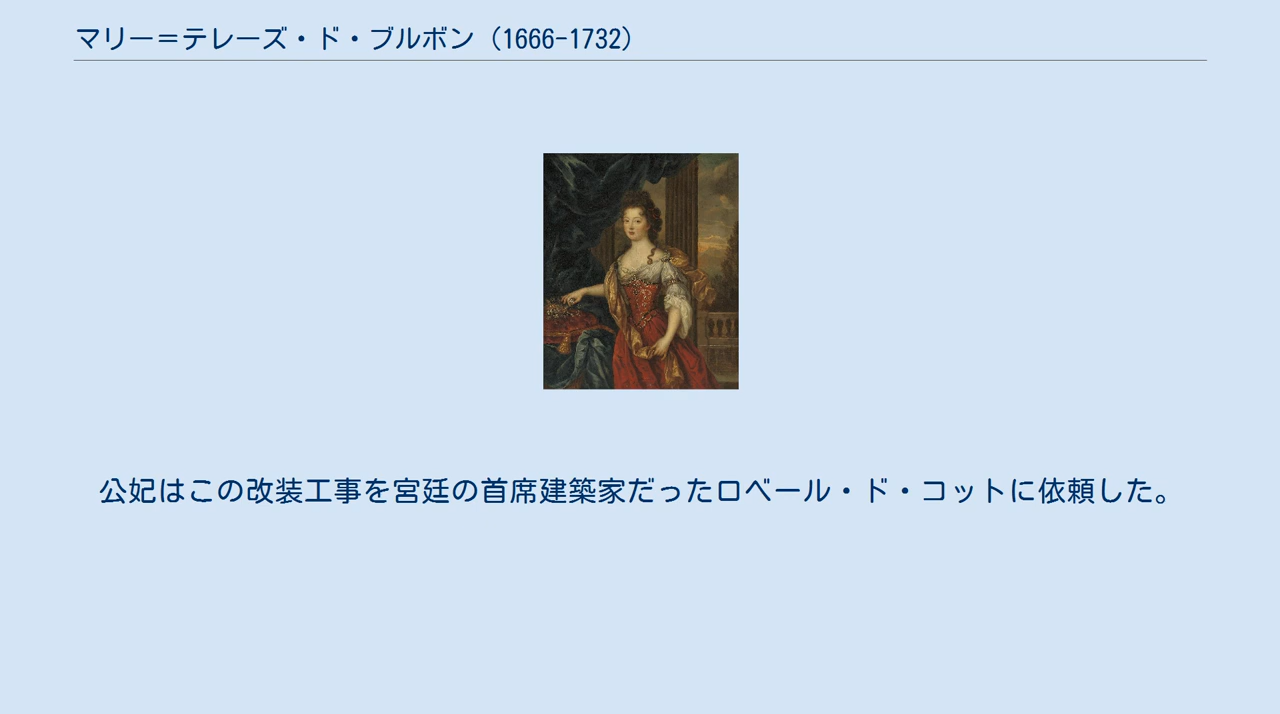 マリー＝テレーズ・ド・ブルボン（1666-1732）
公妃はこの改装工事を宮廷の首席建築家だったロベール・ド・コットに依頼した。